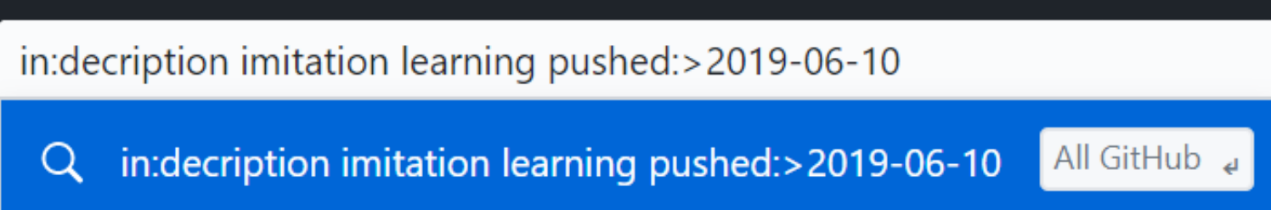 in:decription imitation learning pushed:>2019-06-10
in:decription imitation learning pushed:>2019-06-10 All GitHub ↵